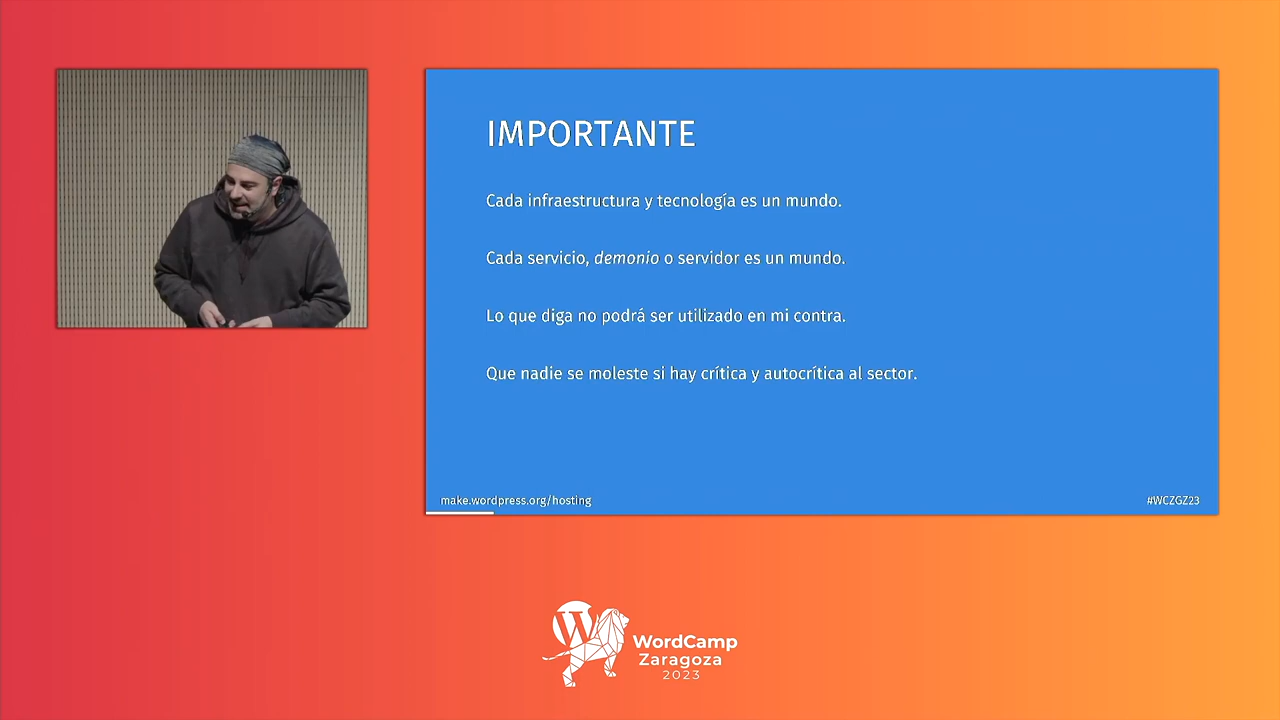 IMPORTANTE
Cada infraestructura y tecnología es un mundo.
Cada servicio, demonio o servidor es un mundo.
Lo que diga no podrá ser utilizado en mi contra.
Que nadie se moleste si hay crítica y autocrítica al sector.
make.wordpress.org/hosting
#WCZGZ23
WordCamp
Zaragoza
2023